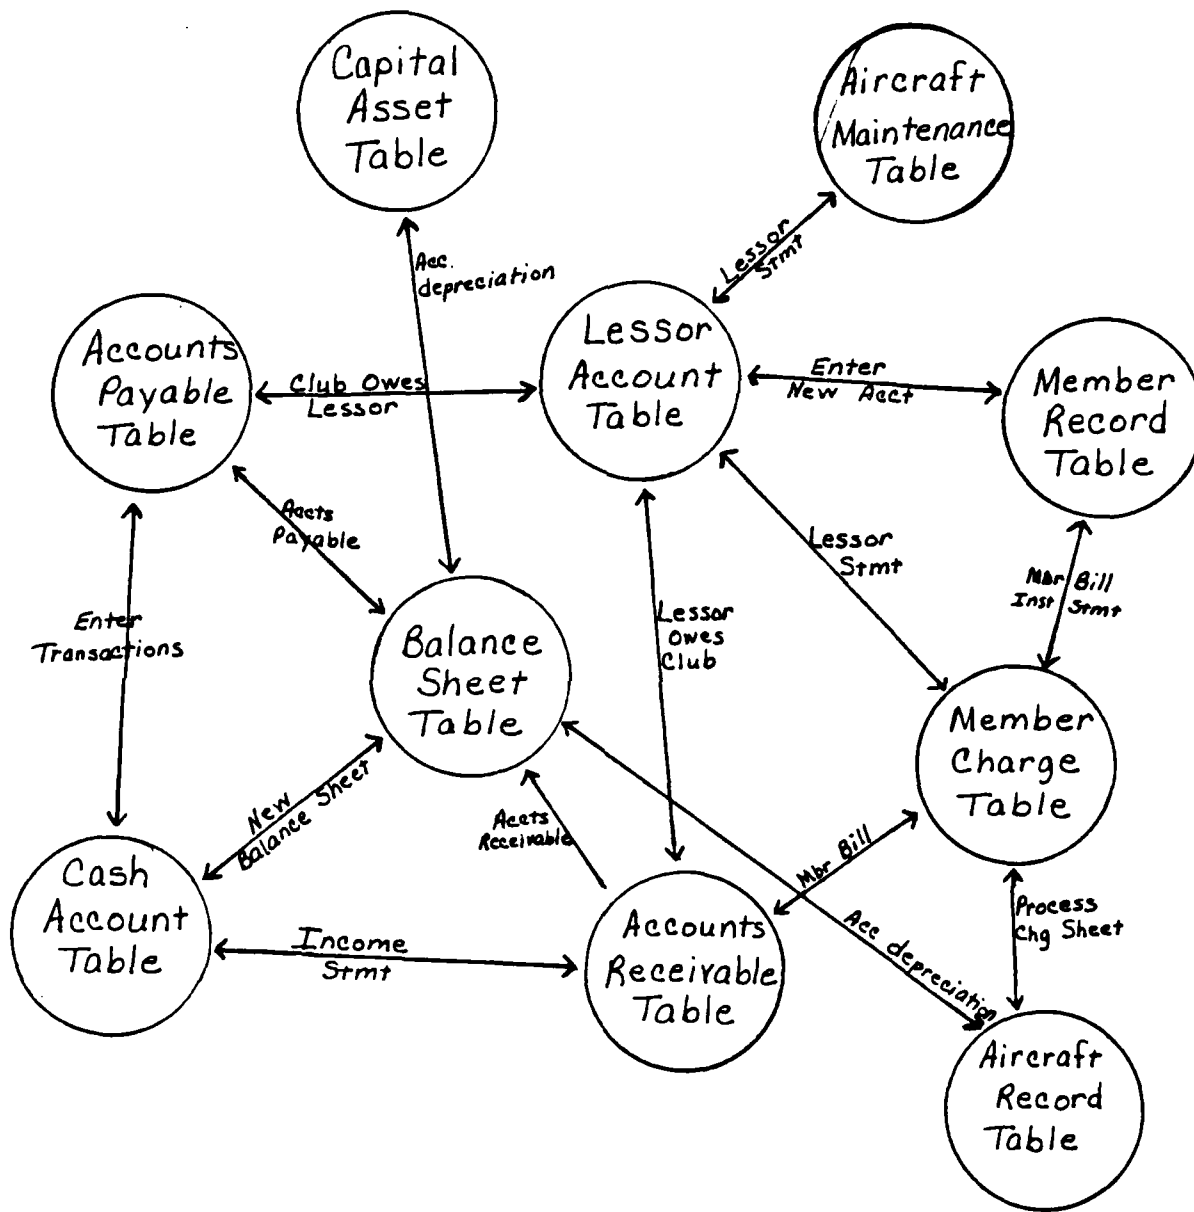 Capital
Asset
Table
Aircraft
Maintenance
Table
Lessor
Stmt
Acc.
depreciation
Accounts
Payable
Table
Club Owes
Lessor
Lessor
Account
Table
Enter
New Acct
Member
Record
Table
Accts
Payable
Lessor
Stmt
Mbr Bill
Inst Stmt
Enter
Transactions
Lessor
Owes
Club
Balance
Sheet
Table
Member
Charge
Table
New
Balance Sheet
Accts
Receivable
Mbr Bill
Cash
Account
Table
Income
Stmt
Accounts
Receivable
Table
Acc depreciation
Process
Chg Sheet
Aircraft
Record
Table